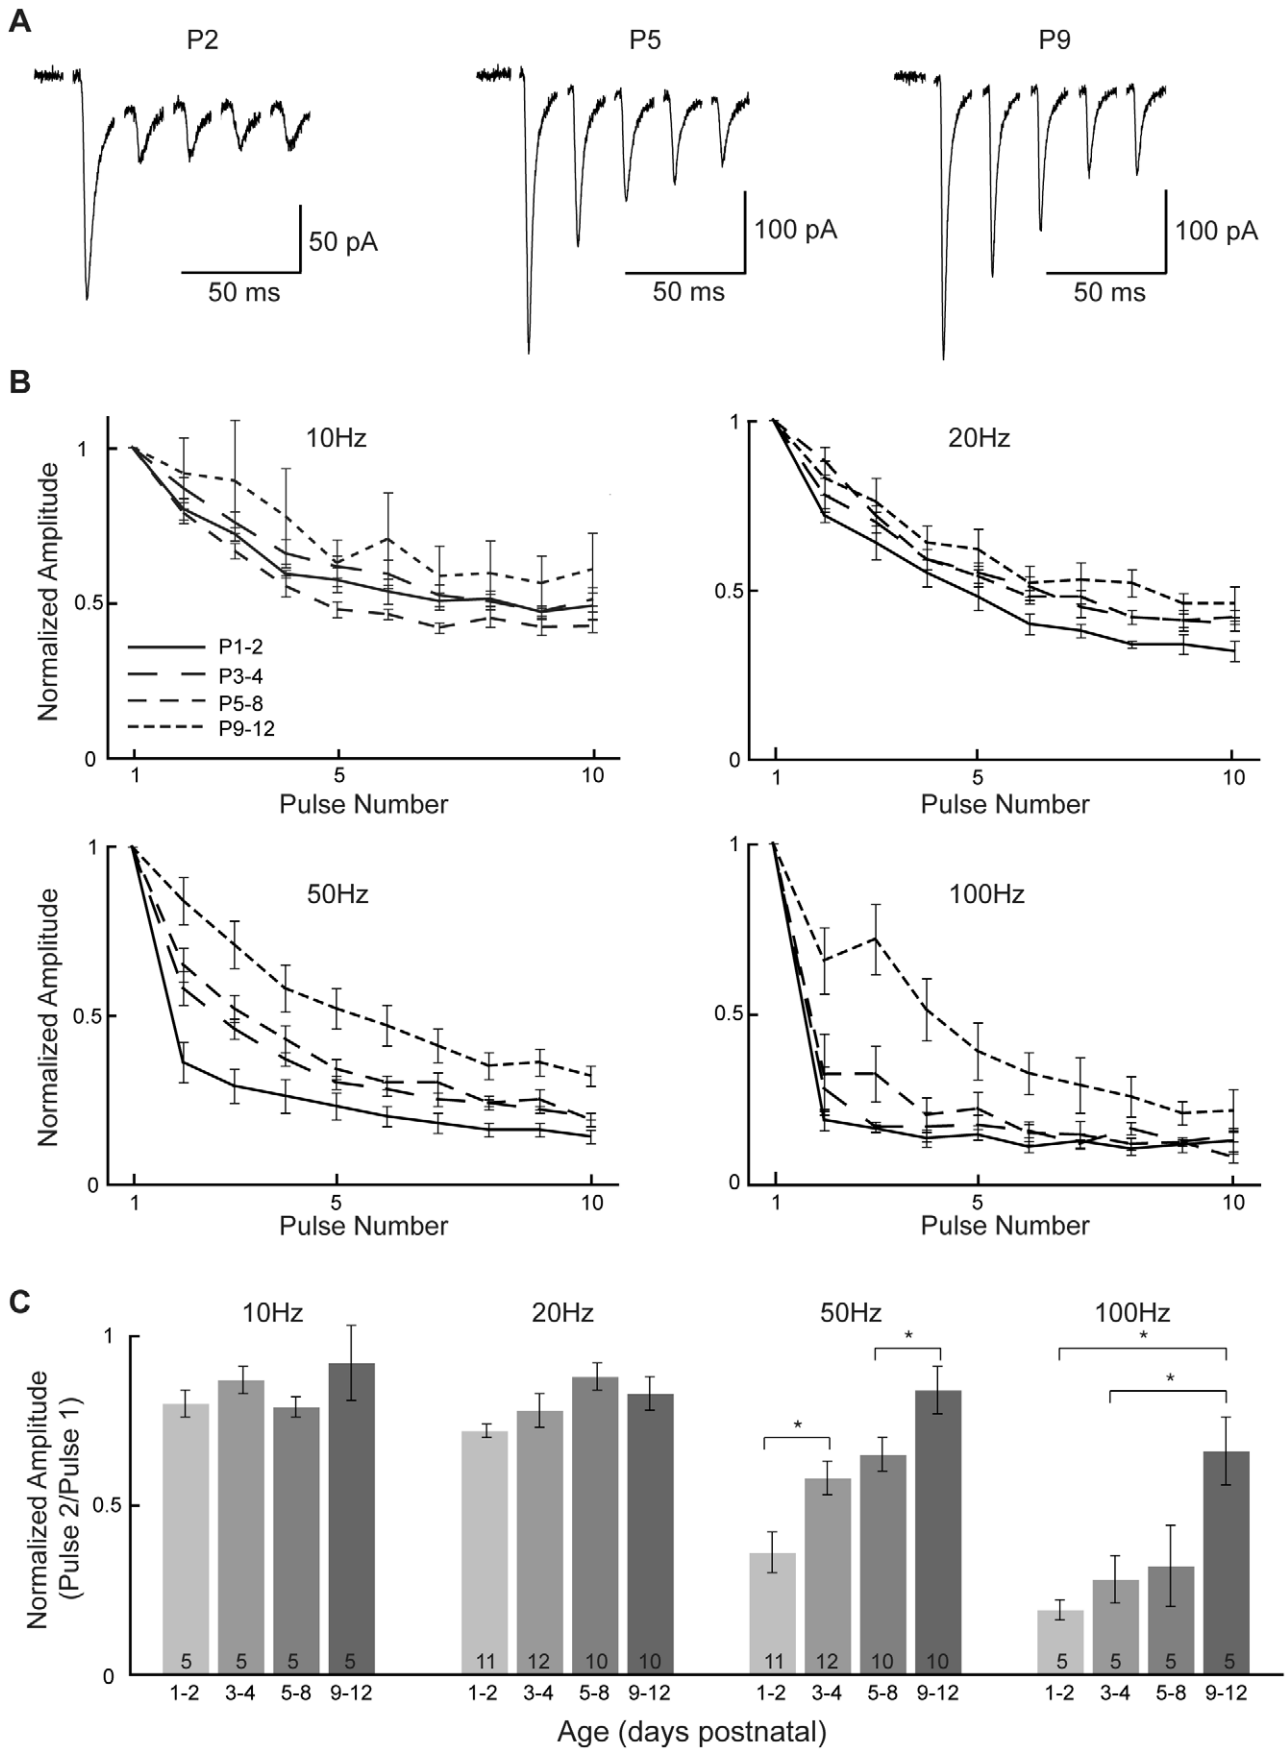 A
P2
P5
P9
50 pA
50 ms
100 pA
50 ms
100 pA
50 ms
B
10Hz
Normalized Amplitude
1
0.5
0
P1-2
P3-4
P5-8
P9-12
1
5
10
Pulse Number
20Hz
1
0.5
0
1
5
10
Pulse Number
50Hz
Normalized Amplitude
1
0.5
0
1
5
10
Pulse Number
100Hz
1
0.5
0
1
5
10
Pulse Number
C
10Hz 20Hz 50Hz 100Hz
Normalized Amplitude
(Pulse 2/Pulse 1)
1
0.5
0
* * * *
5 5 5 5 11 12 10 10 11 12 10 10 5 5 5 5
1-2 3-4 5-8 9-12 1-2 3-4 5-8 9-12 1-2 3-4 5-8 9-12 1-2 3-4 5-8 9-12
Age (days postnatal)